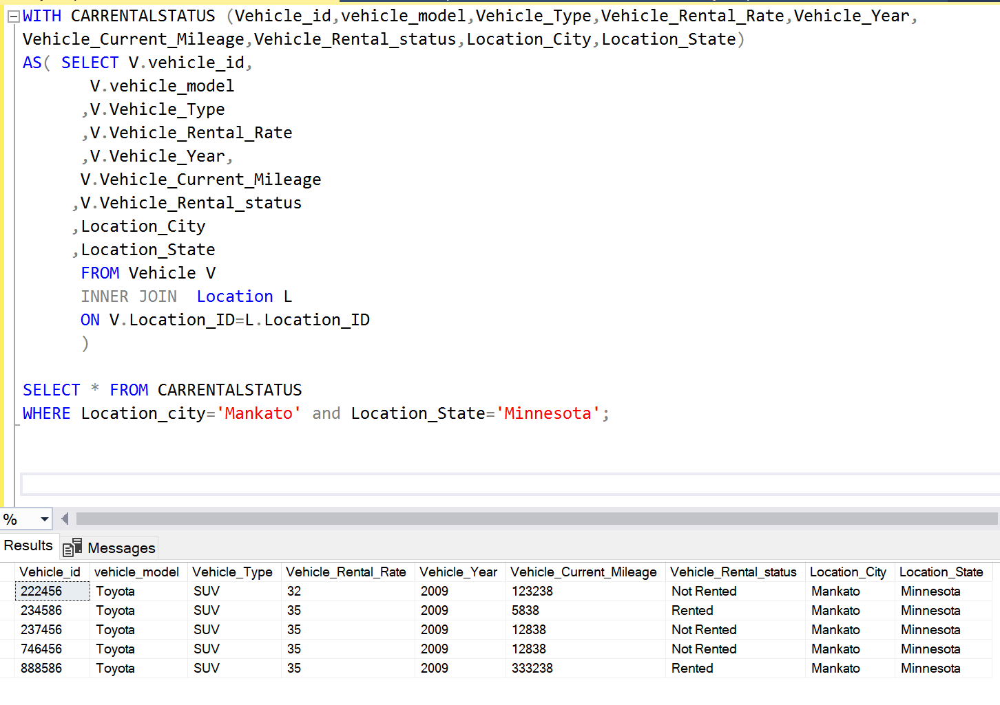 WITH CARRENTALSTATUS (Vehicle_id,vehicle_model,Vehicle_Type,Vehicle_Rental_Rate,Vehicle_Year,
Vehicle_Current_Mileage,Vehicle_Rental_status,Location_City,Location_State)
AS( SELECT V.vehicle_id,
V.vehicle_model
,V.Vehicle_Type
,V.Vehicle_Rental_Rate
,V.Vehicle_Year,
V.Vehicle_Current_Mileage
,V.Vehicle_Rental_status
,Location_City
,Location_State
FROM Vehicle V
INNER JOIN  Location L
ON V.Location_ID=L.Location_ID
)
SELECT * FROM CARRENTALSTATUS
WHERE Location_city='Mankato' and Location_State='Minnesota';
%
Results Messages
Vehicle_id vehicle_model Vehicle_Type Vehicle_Rental_Rate Vehicle_Year Vehicle_Current_Mileage Vehicle_Rental_status Location_City Location_State
222456 Toyota SUV 32 2009 123238 Not Rented Mankato Minnesota
234586 Toyota SUV 35 2009 5838 Rented Mankato Minnesota
237456 Toyota SUV 35 2009 12838 Not Rented Mankato Minnesota
746456 Toyota SUV 35 2009 12838 Not Rented Mankato Minnesota
888586 Toyota SUV 35 2009 333238 Rented Mankato Minnesota